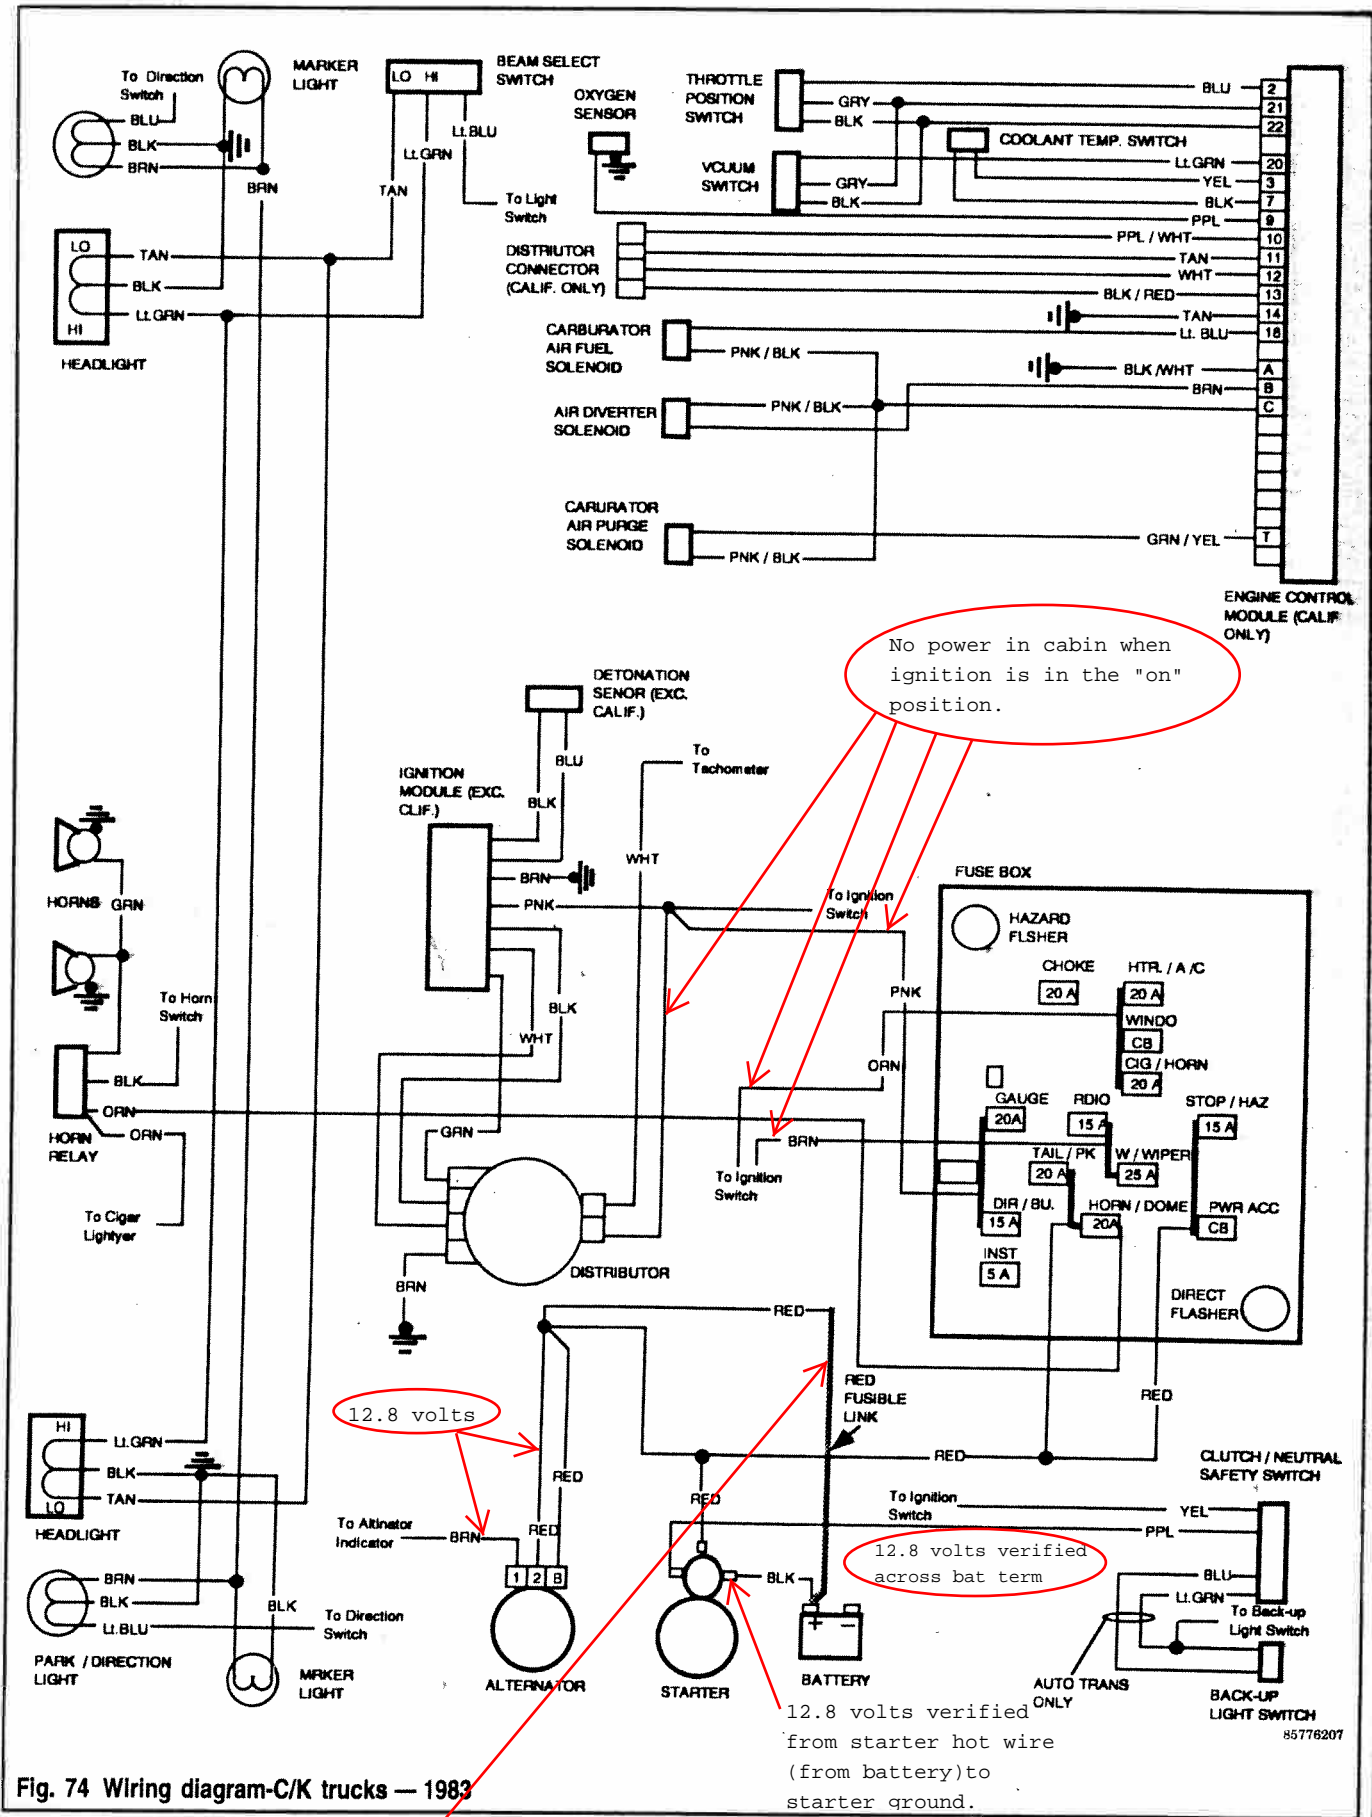 To Direction
Switch
BLU
BLK
BRN
MARKER
LIGHT
BRN
LO HI
BEAM SELECT
SWITCH
Lt.BLU
Lt.GRN
TAN
To Light
Switch
OXYGEN
SENSOR
THROTTLE
POSITION
SWITCH
GRY
BLK
VCUUM
SWITCH
GRY
BLK
COOLANT TEMP. SWITCH
BLU 2
21
22
Lt.GRN 20
YEL 3
BLK 7
PPL 9
PPL / WHT 10
TAN 11
WHT 12
BLK / RED 13
TAN 14
Lt. BLU 18
BLK /WHT A
BRN B
C
GRN / YEL T
ENGINE CONTROL
MODULE (CALIF
ONLY)
DISTRIUTOR
CONNECTOR
(CALIF. ONLY)
CARBURATOR
AIR FUEL
SOLENOID
PNK / BLK
AIR DIVERTER
SOLENOID
PNK / BLK
CARURATOR
AIR PURGE
SOLENOID
PNK / BLK
LO
HI
TAN
BLK
Lt.GRN
HEADLIGHT
No power in cabin when
ignition is in the "on"
position.
DETONATION
SENOR (EXC.
CALIF.)
BLU
BLK
IGNITION
MODULE (EXC.
CLIF.)
To
Tachometer
WHT
BRN
PNK
To Ignition
Switch
BLK
WHT
GRN
HORNS
GRN
To Horn
Switch
BLK
ORN
ORN
HORN
RELAY
To Cigar
Lightyer
DISTRIBUTOR
BRN
PNK
ORN
BRN
To Ignition
Switch
FUSE BOX
HAZARD
FLSHER
CHOKE
20 A
HTR. / A /C
20 A
WINDO
CB
CIG / HORN
20 A
GAUGE
20A
RDIO
15 A
STOP / HAZ
15 A
TAIL / PK
20 A
W / WIPER
25 A
DIR / BU.
15 A
HORN / DOME
20A
PWR ACC
CB
INST
5 A
DIRECT
FLASHER
RED
RED
FUSIBLE
LINK
RED
RED
12.8 volts
RED
RED
RED
To Altinator
Indicator
BRN
1 2 B
ALTERNATOR
STARTER
BLK
+ −
BATTERY
12.8 volts verified
across bat term
12.8 volts verified
from starter hot wire
(from battery)to
starter ground.
To Ignition
Switch
CLUTCH / NEUTRAL
SAFETY SWITCH
YEL
PPL
BLU
Lt.GRN
To Back-up
Light Switch
AUTO TRANS
ONLY
BACK-UP
LIGHT SWITCH
85776207
HI
LO
Lt.GRN
BLK
TAN
HEADLIGHT
BRN
BLK
Lt.BLU
BLK
To Direction
Switch
PARK / DIRECTION
LIGHT
MRKER
LIGHT
Fig. 74 Wiring diagram-C/K trucks — 1983